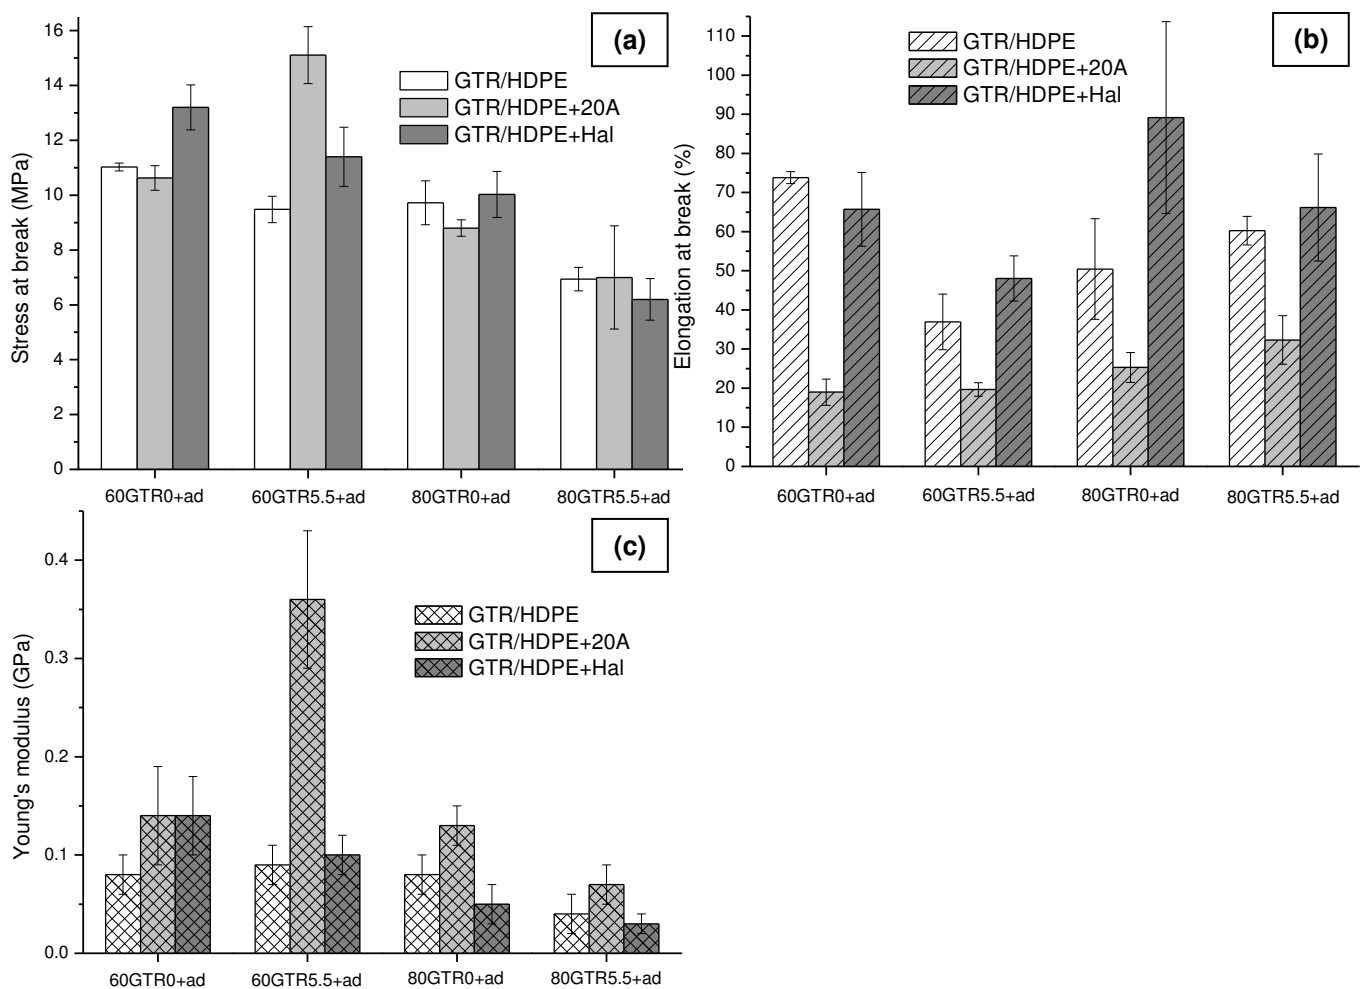 (a)
GTR/HDPE
GTR/HDPE+20A
GTR/HDPE+Hal
Stress at break (MPa)
16
14
12
10
8
6
4
2
0
60GTR0+ad
60GTR5.5+ad
80GTR0+ad
80GTR5.5+ad
(b)
GTR/HDPE
GTR/HDPE+20A
GTR/HDPE+Hal
Elongation at break (%)
110
100
90
80
70
60
50
40
30
20
10
0
60GTR0+ad
60GTR5.5+ad
80GTR0+ad
80GTR5.5+ad
(c)
GTR/HDPE
GTR/HDPE+20A
GTR/HDPE+Hal
Young's modulus (GPa)
0.4
0.3
0.2
0.1
0.0
60GTR0+ad
60GTR5.5+ad
80GTR0+ad
80GTR5.5+ad